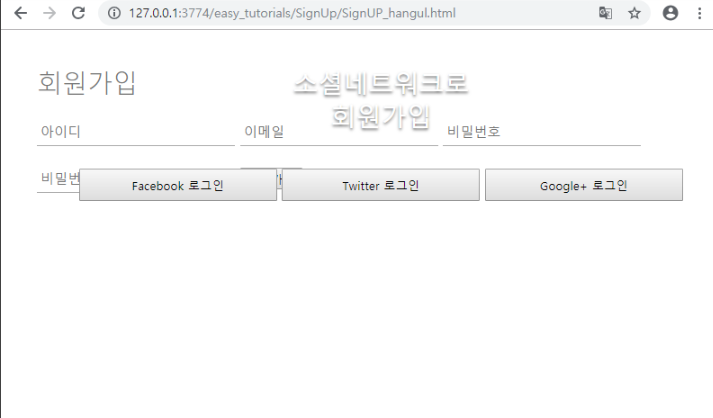 127.0.0.1:3774/easy_tutorials/SignUp/SignUP_hangul.html
회원가입
소셜네트워크로
회원가입
아이디
이메일
비밀번호
Facebook 로그인
Twitter 로그인
Google+ 로그인